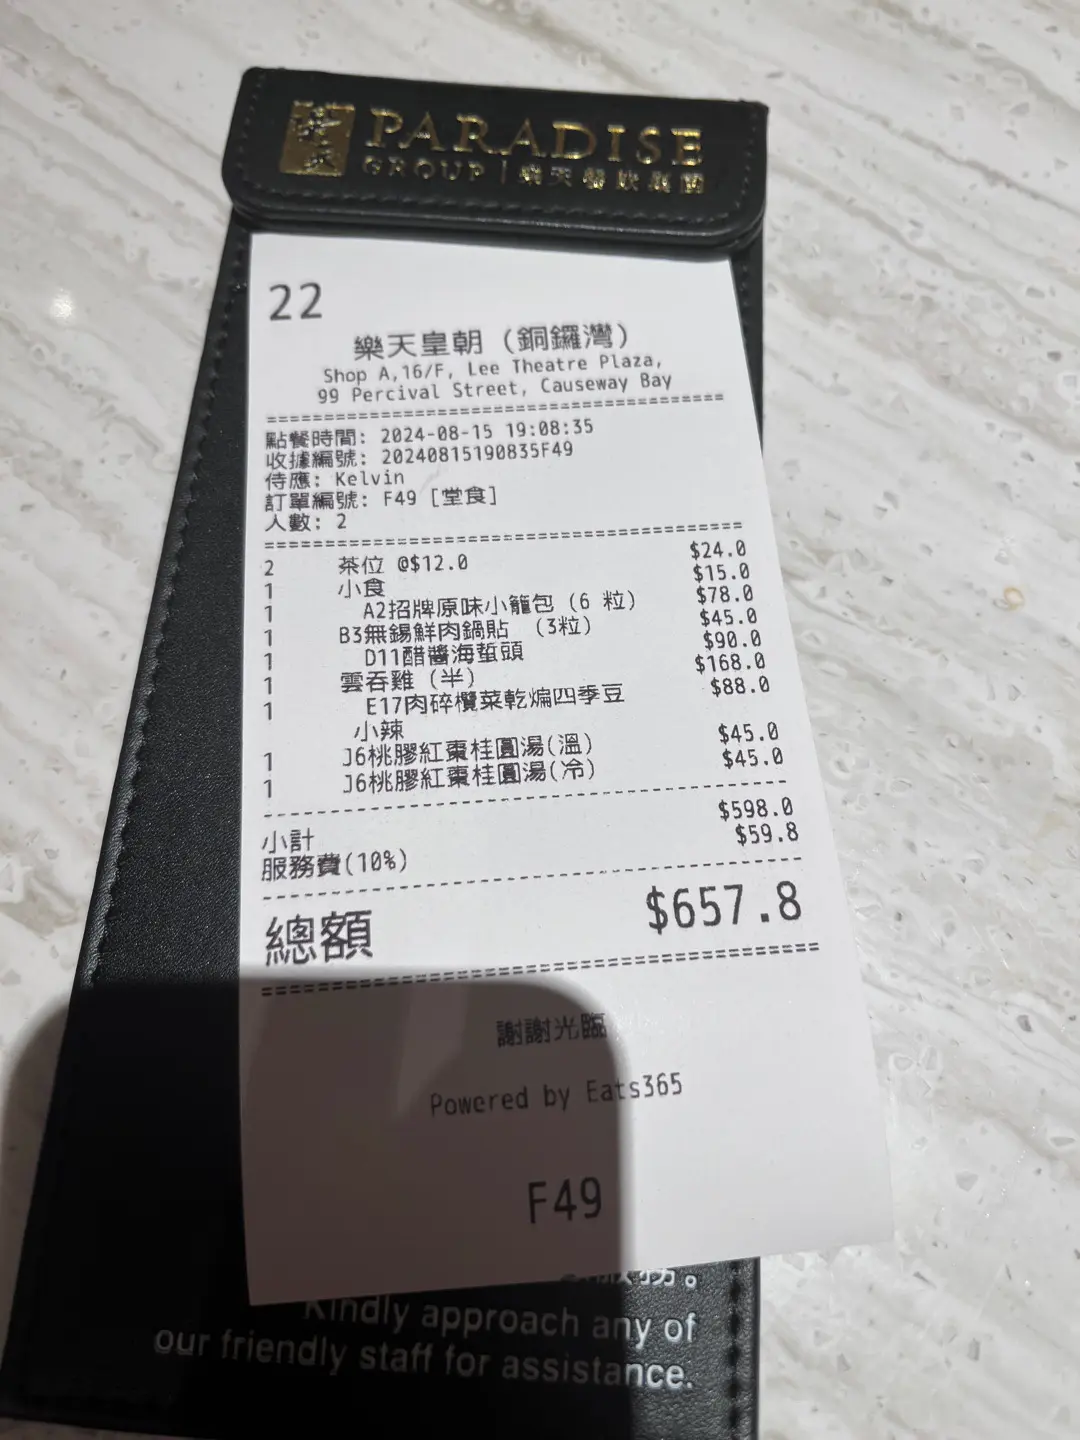 PARADISE
GROUP | 樂天餐飲集團
22
樂天皇朝 (銅鑼灣)
Shop A,16/F, Lee Theatre Plaza,
99 Percival Street, Causeway Bay
點餐時間: 2024-08-15 19:08:35
收據編號: 20240815190835F49
侍應: Kelvin
訂單編號: F49 [堂食]
人數: 2
2 茶位 @$12.0 $24.0
1 小食 $15.0
1 A2招牌原味小籠包 (6 粒) $78.0
1 B3無錫鮮肉鍋貼 (3粒) $45.0
1 D11醋醬海蜇頭 $90.0
1 雲吞雞 (半) $168.0
1 E17肉碎欖菜乾煸四季豆 $88.0
小辣
1 J6桃膠紅棗桂圓湯(溫) $45.0
1 J6桃膠紅棗桂圓湯(冷) $45.0
小計 $598.0
服務費(10%) $59.8
總額 $657.8
謝謝光臨
Powered by Eats365
F49
Kindly approach any of
our friendly staff for assistance.